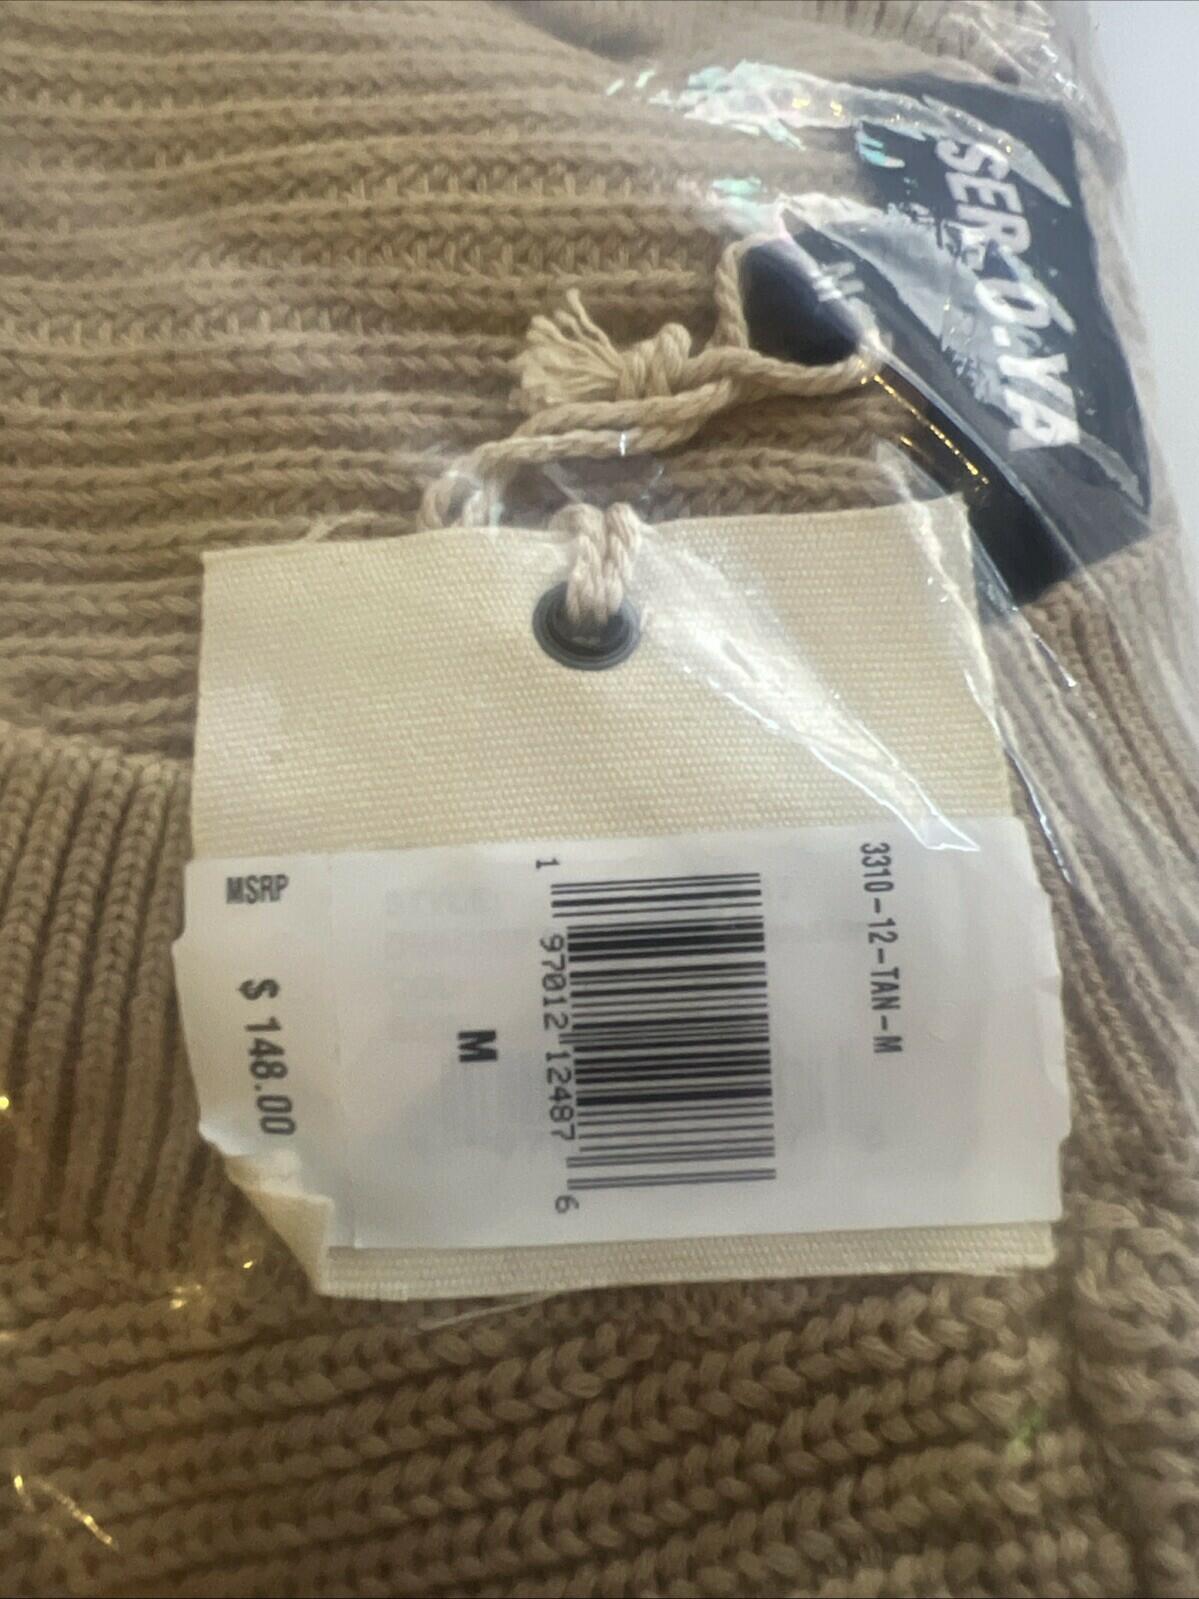 SER.O.YA
3310-12-TAN-M
1 97012 12487 6
M
MSRP
$ 148.00